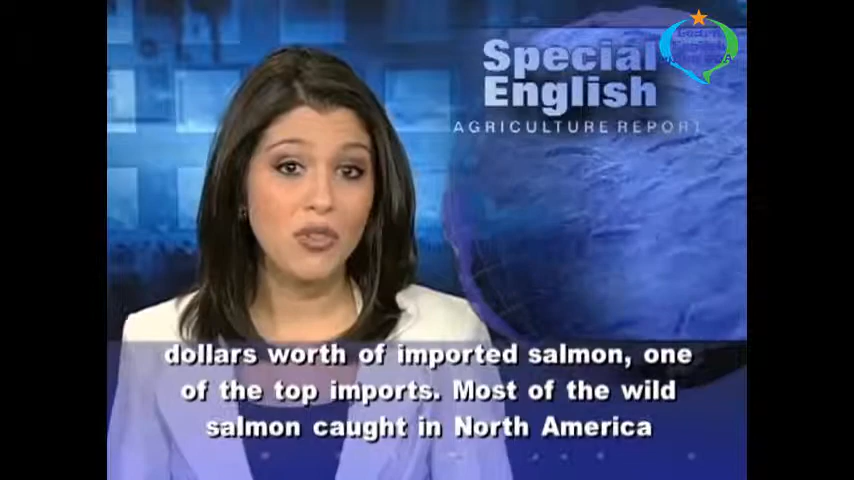 Special
English
AGRICULTURE REPORT
dollars worth of imported salmon, one
of the top imports. Most of the wild
salmon caught in North America